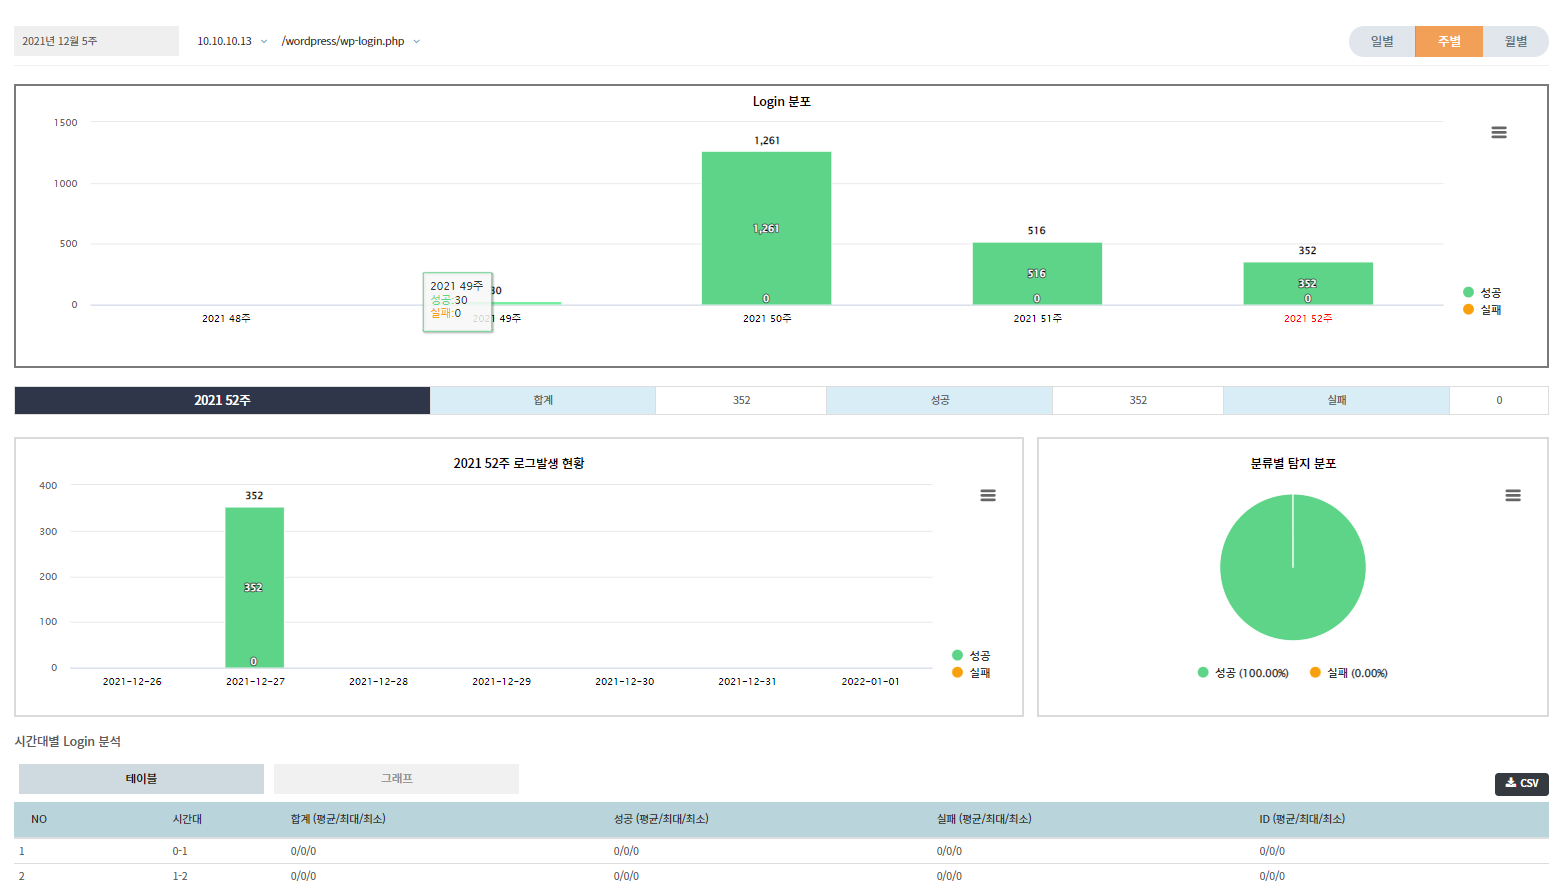 2021년 12월 5주
10.10.10.13
/wordpress/wp-login.php
일별
주별
월별
Login 분포
1500
1000
500
0
1,261
1,261
0
516
516
0
352
352
0
30
2021 49주
성공:30
실패:0
2021 48주
2021 49주
2021 50주
2021 51주
2021 52주
성공
실패
2021 52주
합계
352
성공
352
실패
0
2021 52주 로그발생 현황
400
300
200
100
0
352
352
0
2021-12-26
2021-12-27
2021-12-28
2021-12-29
2021-12-30
2021-12-31
2022-01-01
성공
실패
분류별 탐지 분포
성공 (100.00%)
실패 (0.00%)
시간대별 Login 분석
테이블
그래프
CSV
NO 시간대 합계 (평균/최대/최소) 성공 (평균/최대/최소) 실패 (평균/최대/최소) ID (평균/최대/최소)
1 0-1 0/0/0 0/0/0 0/0/0 0/0/0
2 1-2 0/0/0 0/0/0 0/0/0 0/0/0